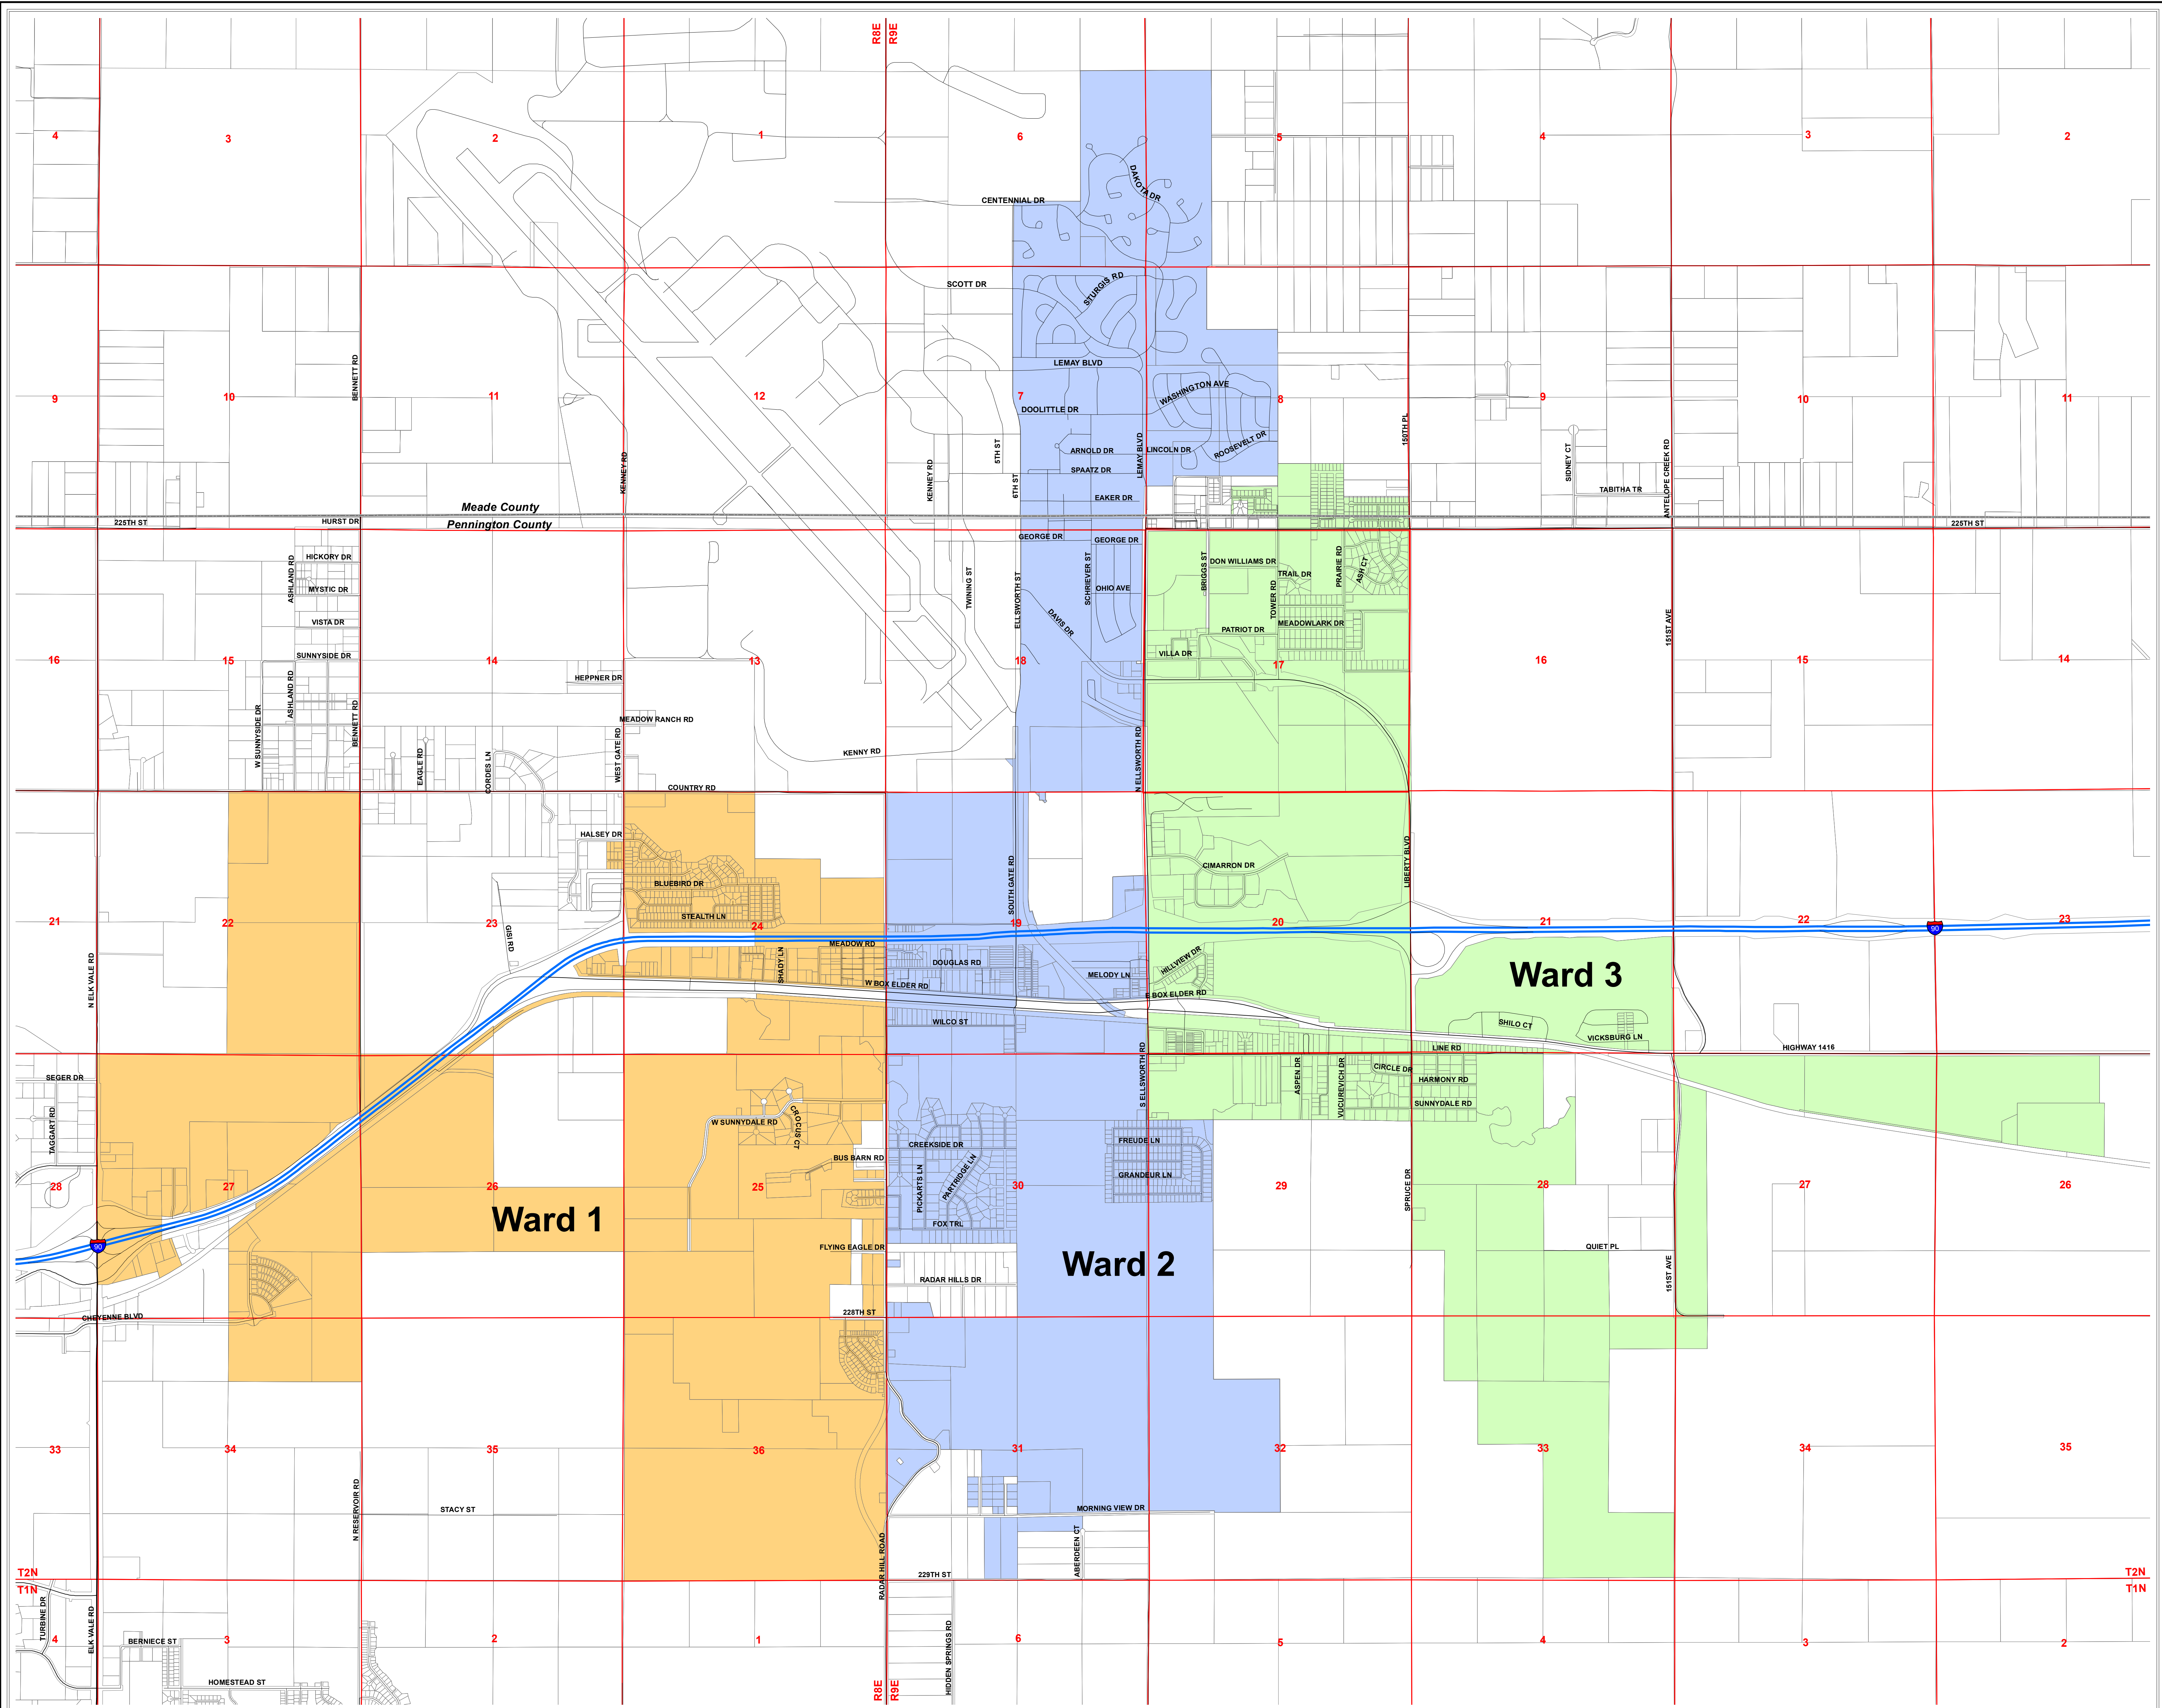 R8E
R9E
4
3
2
1
6
5
4
3
2
DAKOTA DR
CENTENNIAL DR
SCOTT DR
STURGIS RD
BENNETT RD
LEMAY BLVD
WASHINGTON AVE
9
10
11
12
7
8
9
10
11
DOOLITTLE DR
150TH PL
KENNEY RD
KENNEY RD
5TH ST
6TH ST
ARNOLD DR
LEMAY BLVD
LINCOLN DR
ROOSEVELT DR
SPAATZ DR
SIDNEY CT
ANTELOPE CREEK RD
TABITHA TR
EAKER DR
Meade County
Pennington County
225TH ST
HURST DR
225TH ST
GEORGE DR
GEORGE DR
HICKORY DR
ASHLAND RD
MYSTIC DR
TWINING ST
ELLSWORTH ST
SCHRIEVER ST
OHIO AVE
BRIGGS ST
DON WILLIAMS DR
TRAIL DR
TOWER RD
PRAIRIE RD
ASH CT
VISTA DR
DAVIS DR
PATRIOT DR
MEADOWLARK DR
151ST AVE
SUNNYSIDE DR
VILLA DR
16
15
14
13
18
17
16
15
14
HEPPNER DR
ASHLAND RD
W SUNNYSIDE DR
BENNETT RD
MEADOW RANCH RD
EAGLE RD
CORDES LN
WEST GATE RD
KENNY RD
N ELLSWORTH RD
COUNTRY RD
HALSEY DR
BLUEBIRD DR
STEALTH LN
SOUTH GATE RD
CIMARRON DR
LIBERTY BLVD
21
22
23
24
19
20
21
22
23
90
GISI RD
N ELK VALE RD
MEADOW RD
SHADY LN
DOUGLAS RD
W BOX ELDER RD
MELODY LN
HILLVIEW DR
E BOX ELDER RD
Ward 3
WILCO ST
SHILO CT
VICKSBURG LN
LINE RD
HIGHWAY 1416
SEGER DR
TAGGART RD
S ELLSWORTH RD
ASPEN DR
VUCUREVICH DR
CIRCLE DR
HARMONY RD
SUNNYDALE RD
W SUNNYDALE RD
CROCUS CT
CREEKSIDE DR
FREUDE LN
BUS BARN RD
PICKARTS LN
PARTRIDGE LN
GRANDEUR LN
SPRUCE DR
28
27
26
25
30
29
28
27
26
Ward 1
FOX TRL
Ward 2
90
FLYING EAGLE DR
QUIET PL
RADAR HILLS DR
151ST AVE
228TH ST
CHEYENNE BLVD
33
34
35
36
31
32
33
34
35
N RESERVOIR RD
STACY ST
MORNING VIEW DR
ABERDEEN CT
RADAR HILL ROAD
229TH ST
T2N
T1N
T2N
T1N
TURBINE DR
ELK VALE RD
4
BERNIECE ST
3
2
1
6
HIDDEN SPRINGS RD
5
4
3
2
HOMESTEAD ST
R8E
R9E